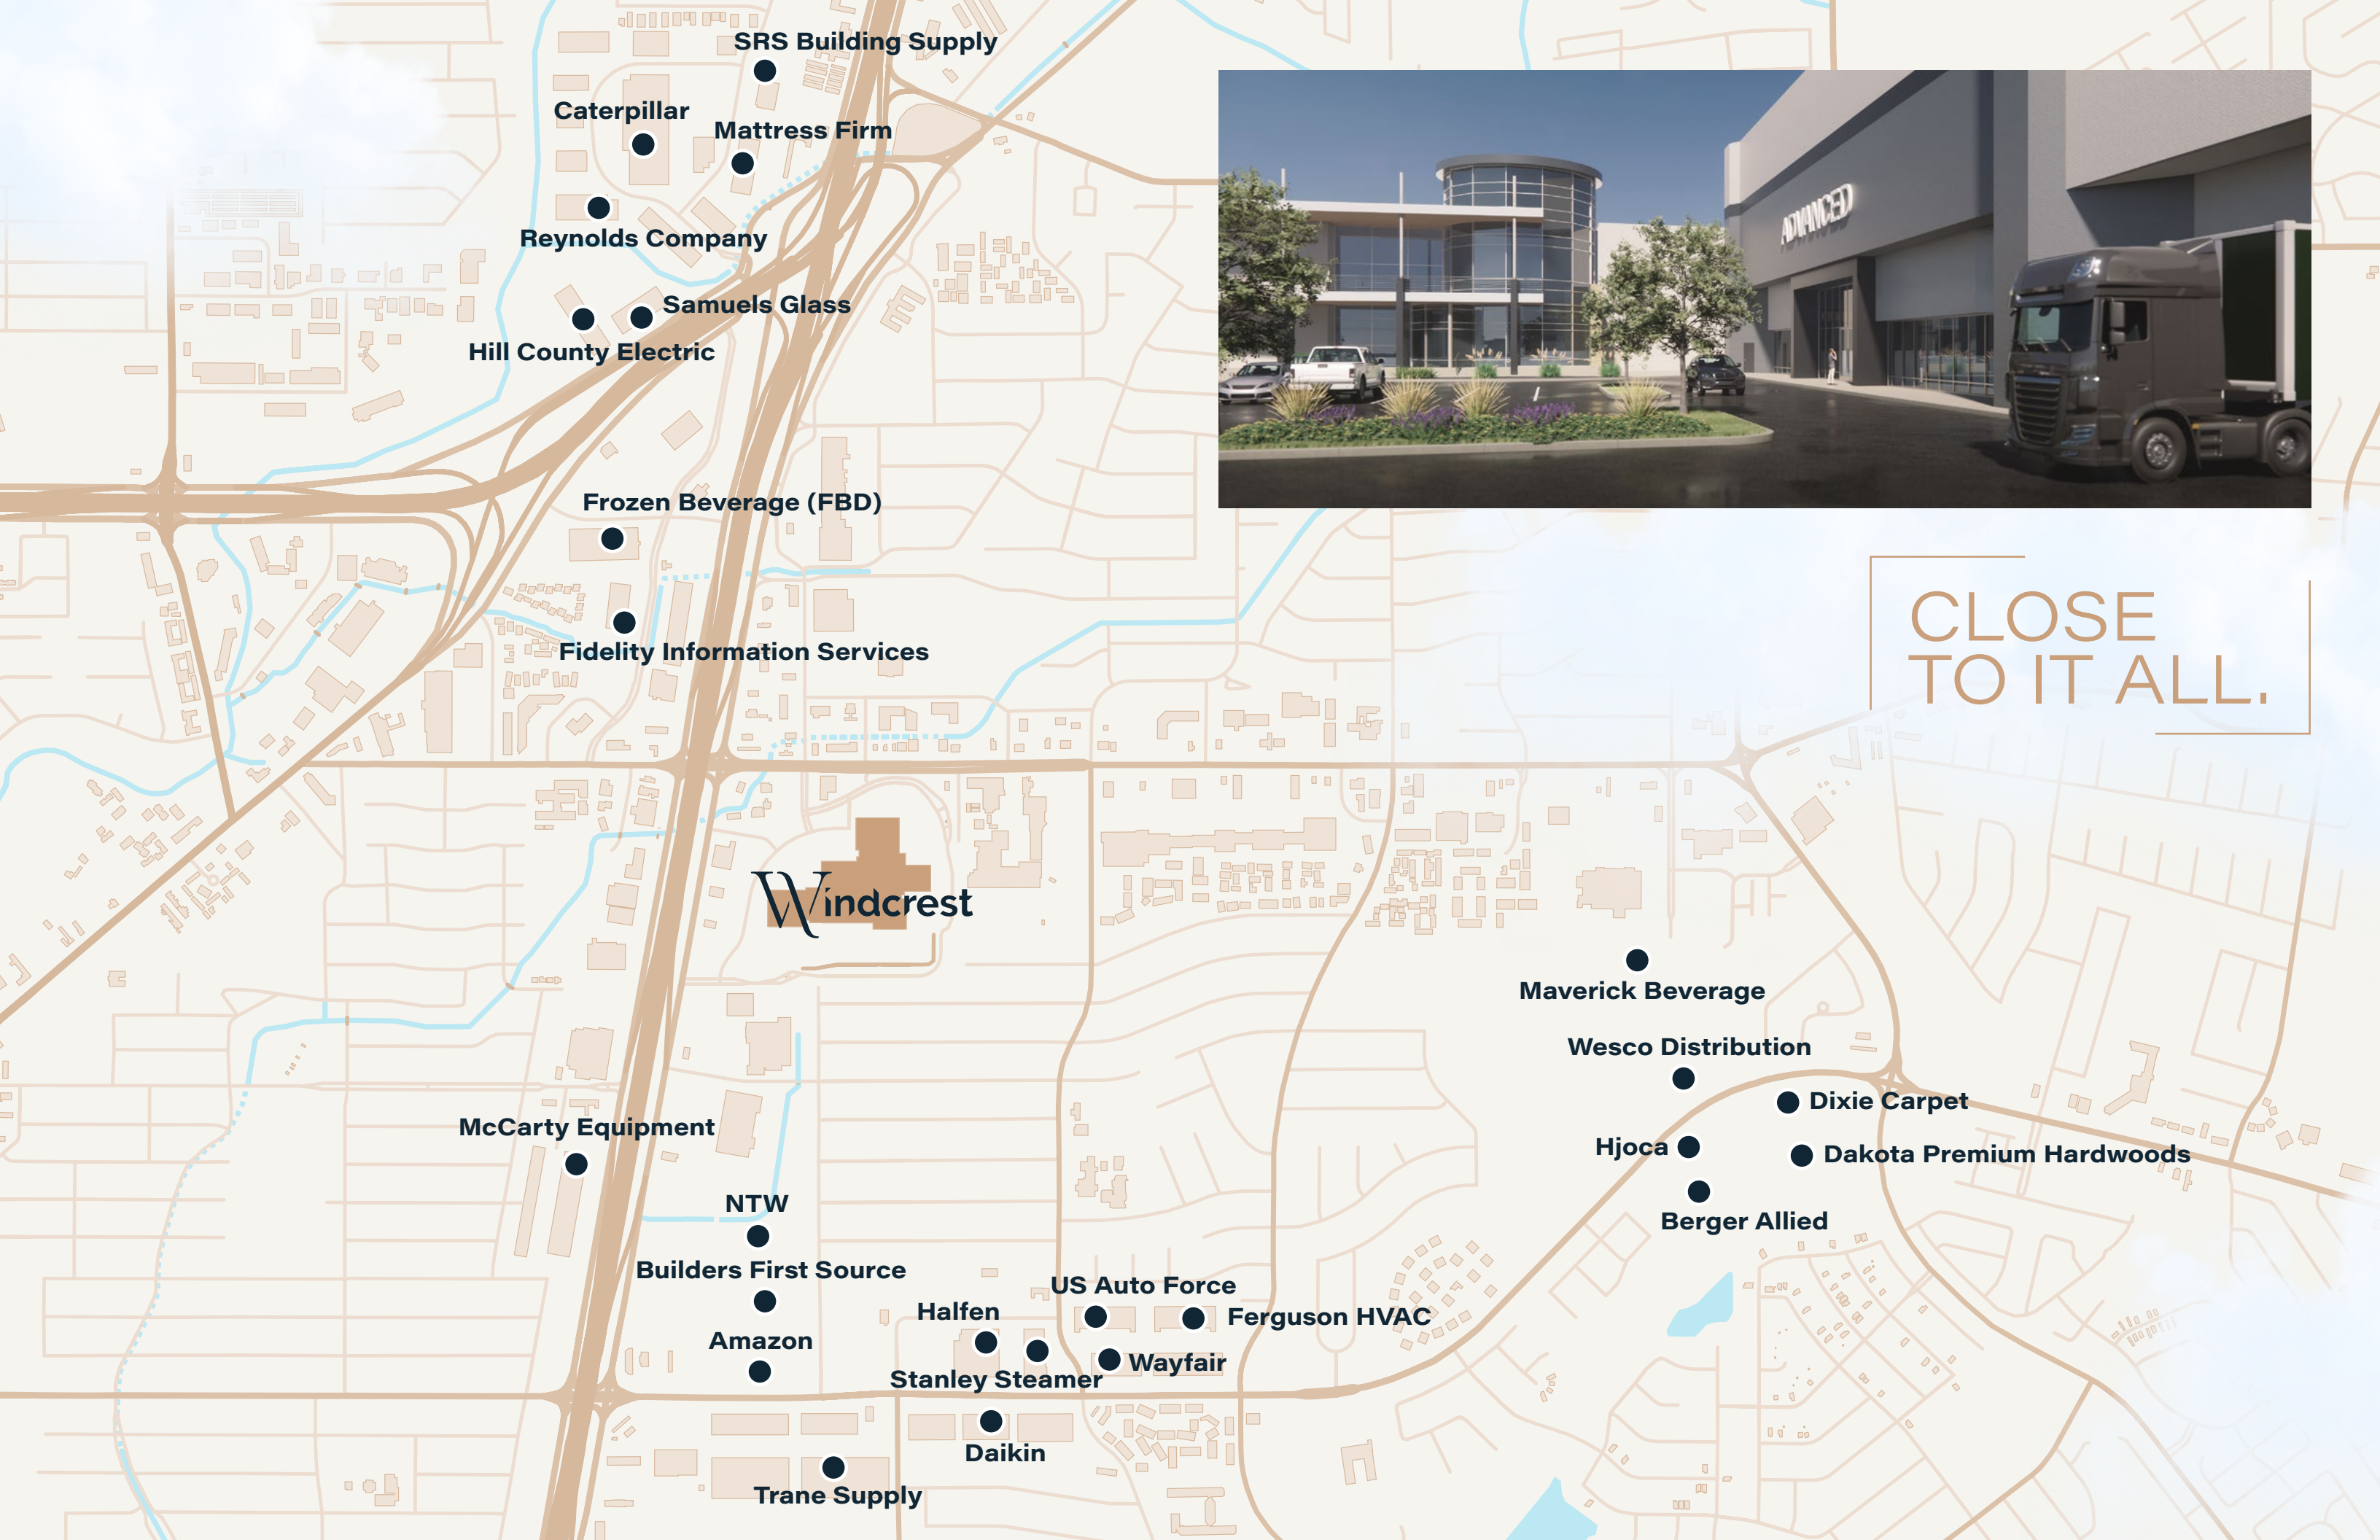 SRS Building Supply
Caterpillar
Mattress Firm
Reynolds Company
Samuels Glass
Hill County Electric
ADVANCED
Frozen Beverage (FBD)
Fidelity Information Services
CLOSE
TO IT ALL.
Windcrest
Maverick Beverage
Wesco Distribution
Dixie Carpet
McCarty Equipment
Hjoca
Dakota Premium Hardwoods
NTW
Berger Allied
Builders First Source
US Auto Force
Halfen
Ferguson HVAC
Amazon
Wayfair
Stanley Steamer
Daikin
Trane Supply